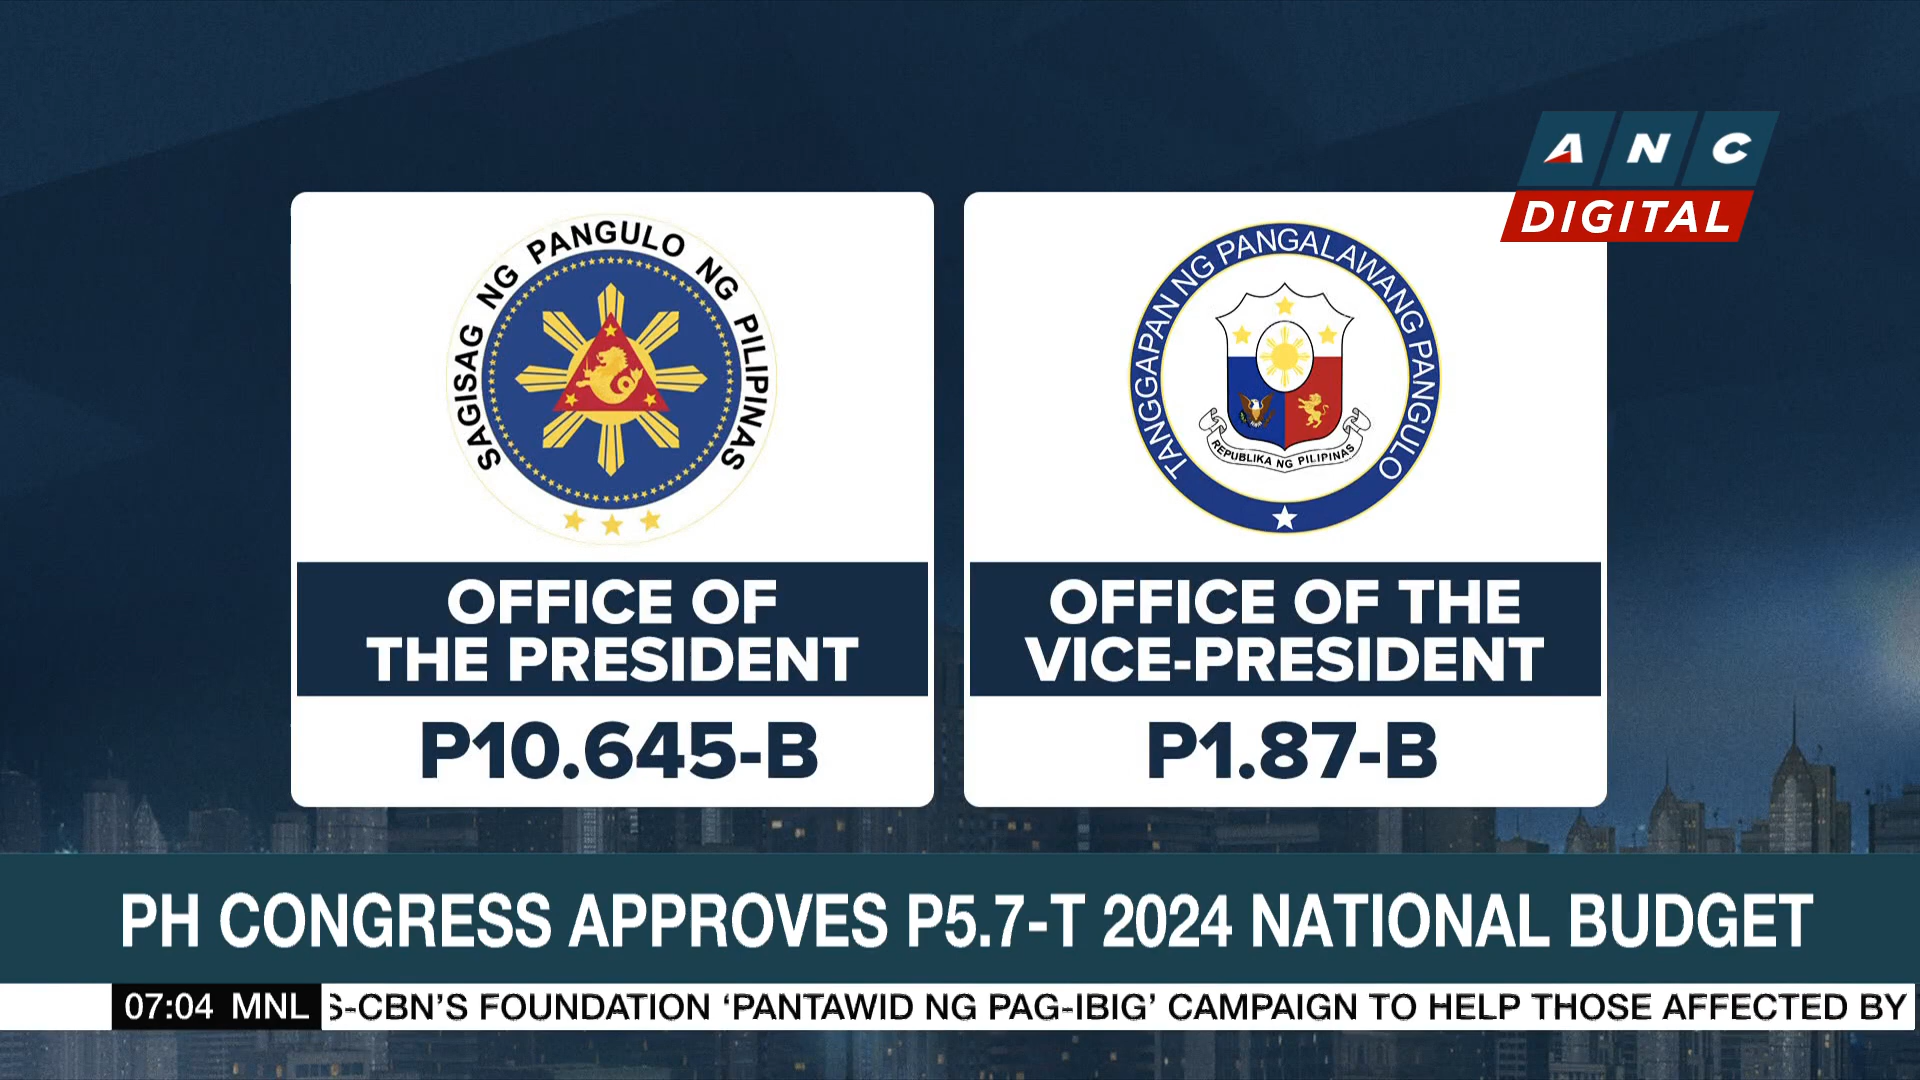 ANC
DIGITAL
SAGISAG NG PANGULO NG PILIPINAS
TANGGAPAN NG PANGALAWANG PANGULO
REPUBLIKA NG PILIPINAS
OFFICE OF
THE PRESIDENT
P10.645-B
OFFICE OF THE
VICE-PRESIDENT
P1.87-B
PH CONGRESS APPROVES P5.7-T 2024 NATIONAL BUDGET
07:04 MNL S-CBN’S FOUNDATION ‘PANTAWID NG PAG-IBIG’ CAMPAIGN TO HELP THOSE AFFECTED BY